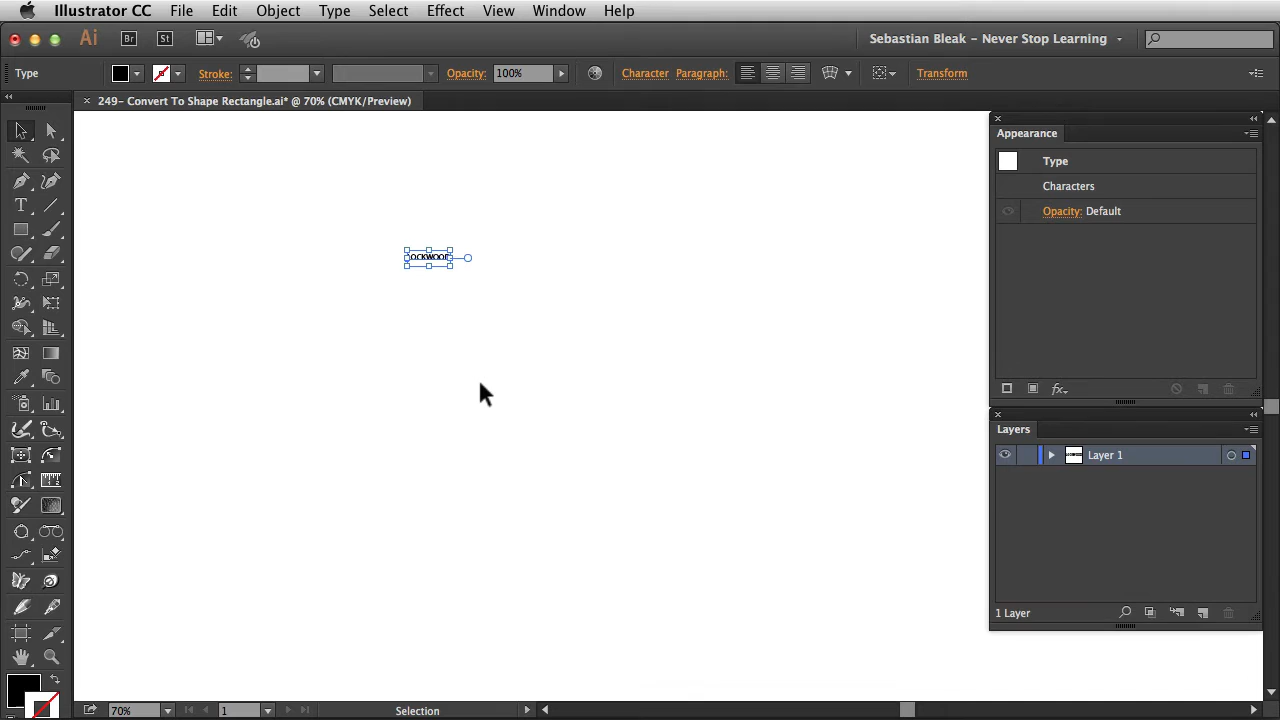 Illustrator CC File Edit Object Type Select Effect View Window Help
Ai Br St Sebastian Bleak – Never Stop Learning
Type Stroke: Opacity: 100% Character Paragraph: Transform
249- Convert To Shape Rectangle.ai* @ 70% (CMYK/Preview)
Appearance
Type
Characters
Opacity: Default
fx
Layers
Layer 1
1 Layer
70% 1 Selection